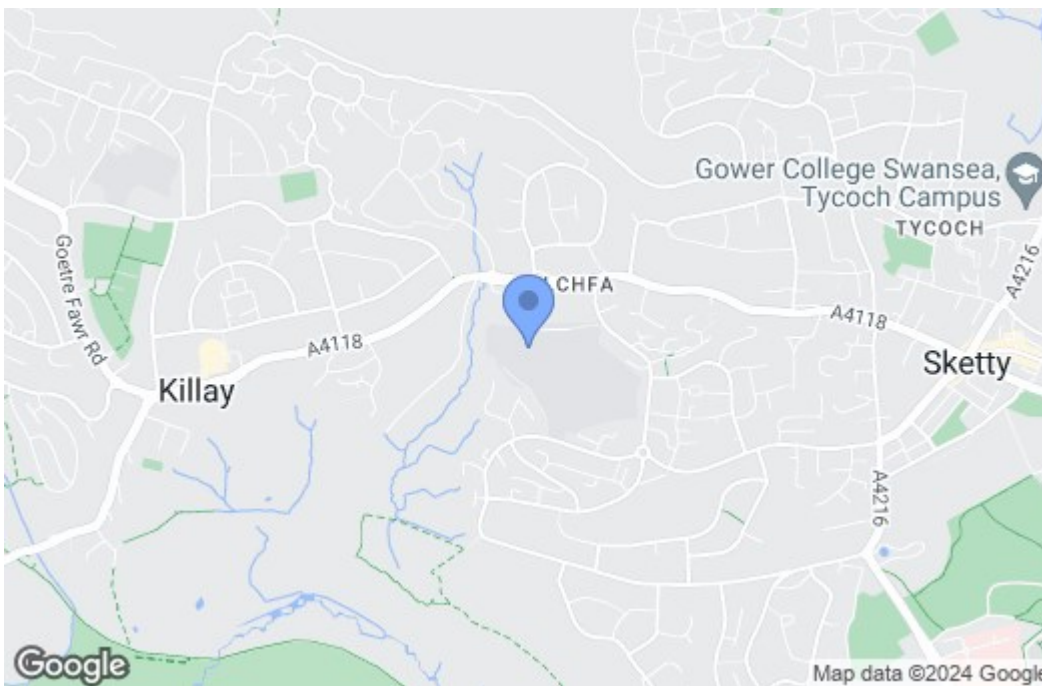 Gower College Swansea,
Tycoch Campus
TYCOCH
A4216
Goetre Fawr Rd
LCHFA
A4118
A4118
Sketty
Killay
A4216
Google
Map data ©2024 Google